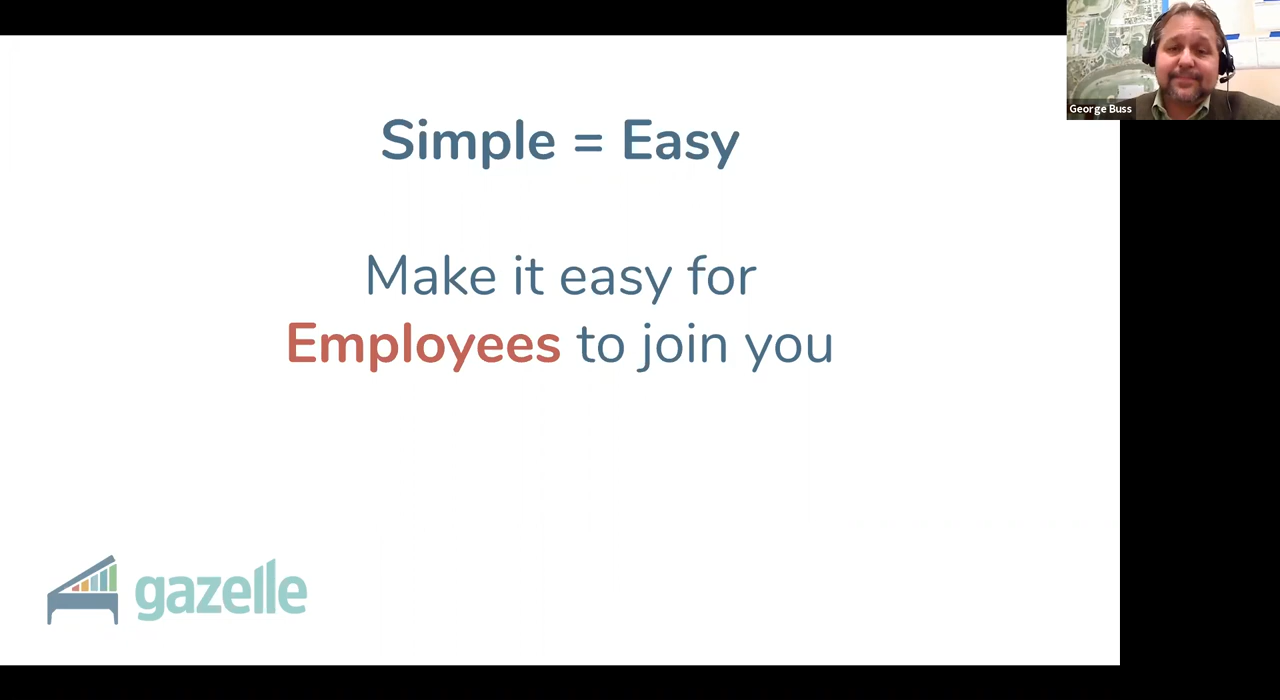 George Buss
Simple = Easy
Make it easy for
Employees to join you
gazelle